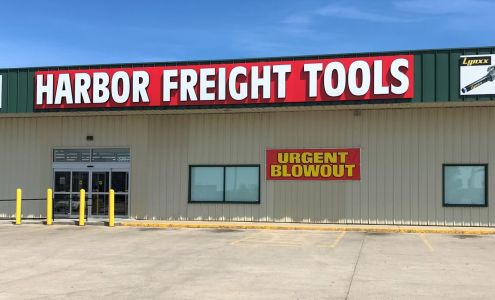 HARBOR FREIGHT TOOLS
Lynxx
URGENT
BLOWOUT